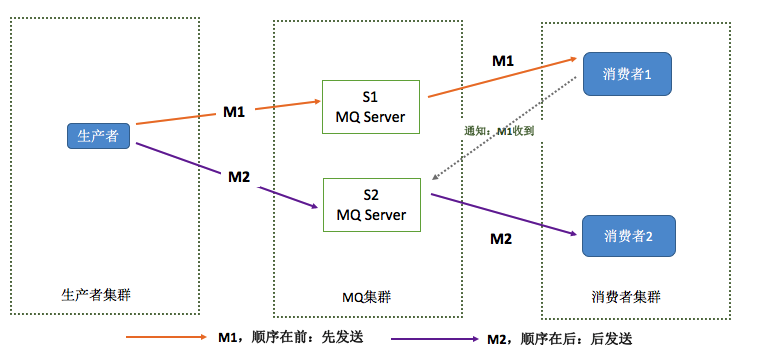 M1
消费者1
S1
MQ Server
M1
通知：M1收到
生产者
M2
S2
MQ Server
M2
消费者2
生产者集群
MQ集群
消费者集群
M1，顺序在前：先发送
M2，顺序在后：后发送